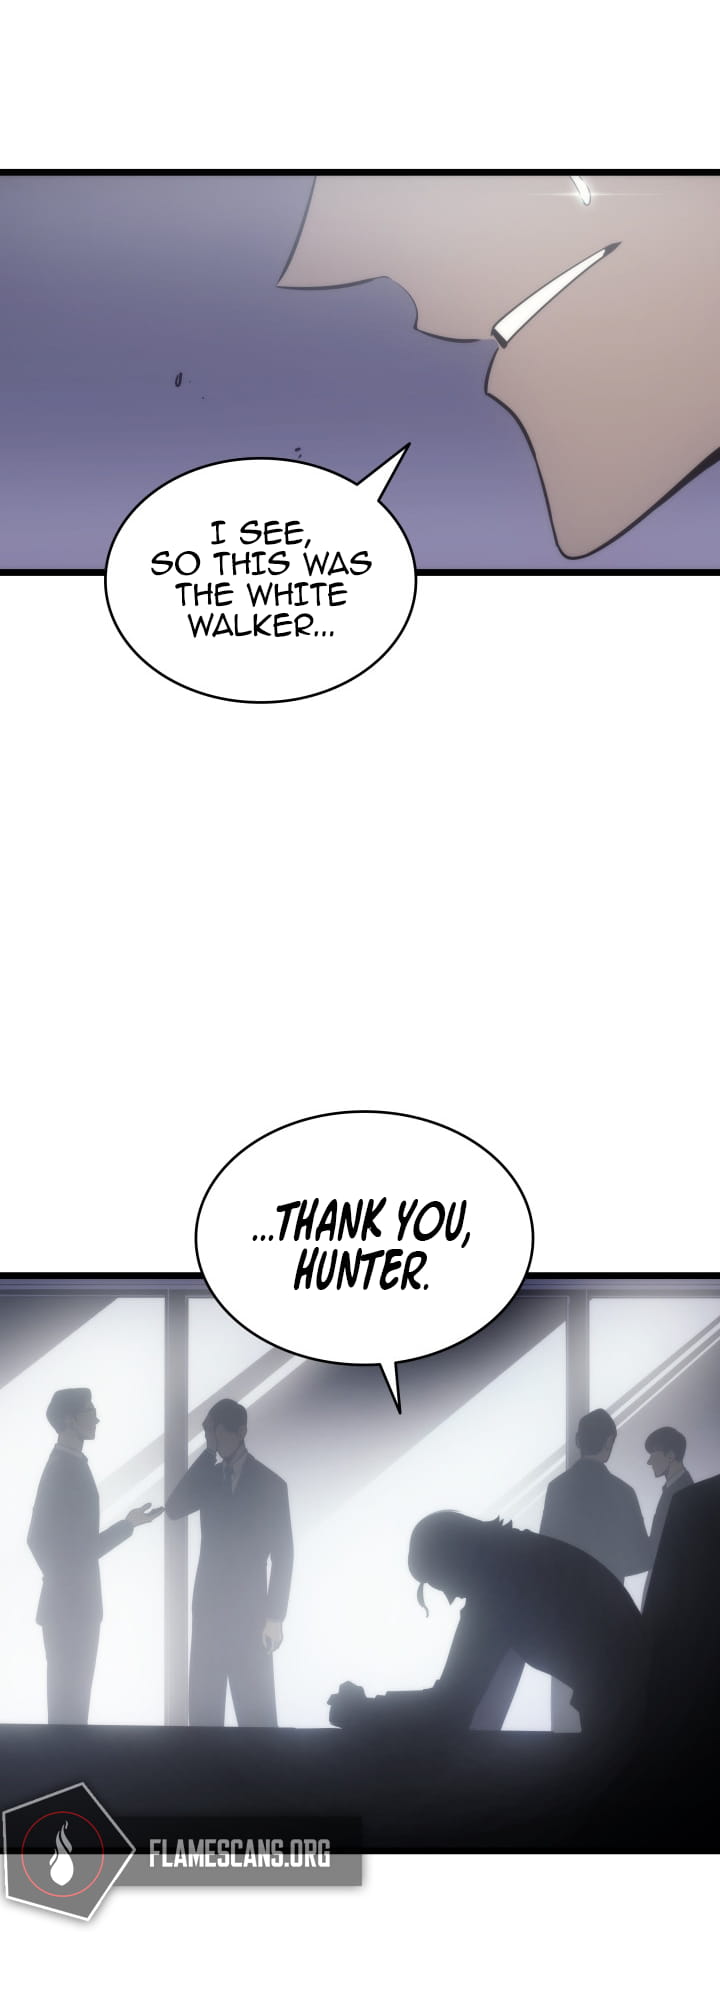 I SEE,
SO THIS WAS
THE WHITE
WALKER...
...THANK YOU,
HUNTER.
FLAMESCANS.ORG